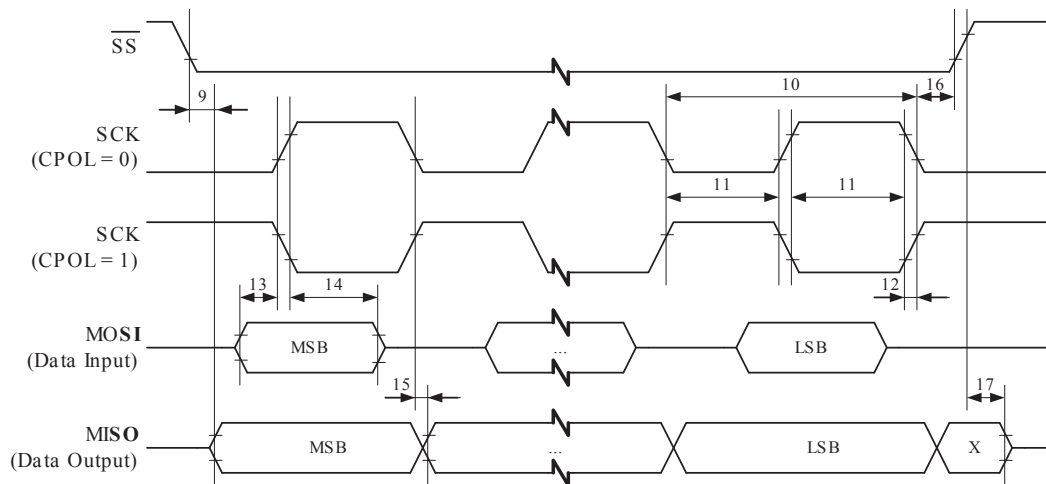 SS
10
9
16
SCK
(CPOL = 0)
11
11
SCK
(CPOL = 1)
13
14
12
MOSI
(Data Input)
MSB
...
LSB
15
17
MISO
(Data Output)
MSB
...
LSB
X